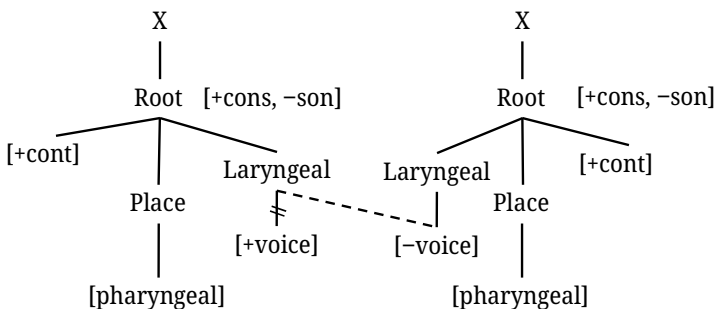 X X
Root [+cons, −son] Root [+cons, −son]
[+cont] Laryngeal Laryngeal [+cont]
Place Place
[+voice] [−voice]
[pharyngeal] [pharyngeal]